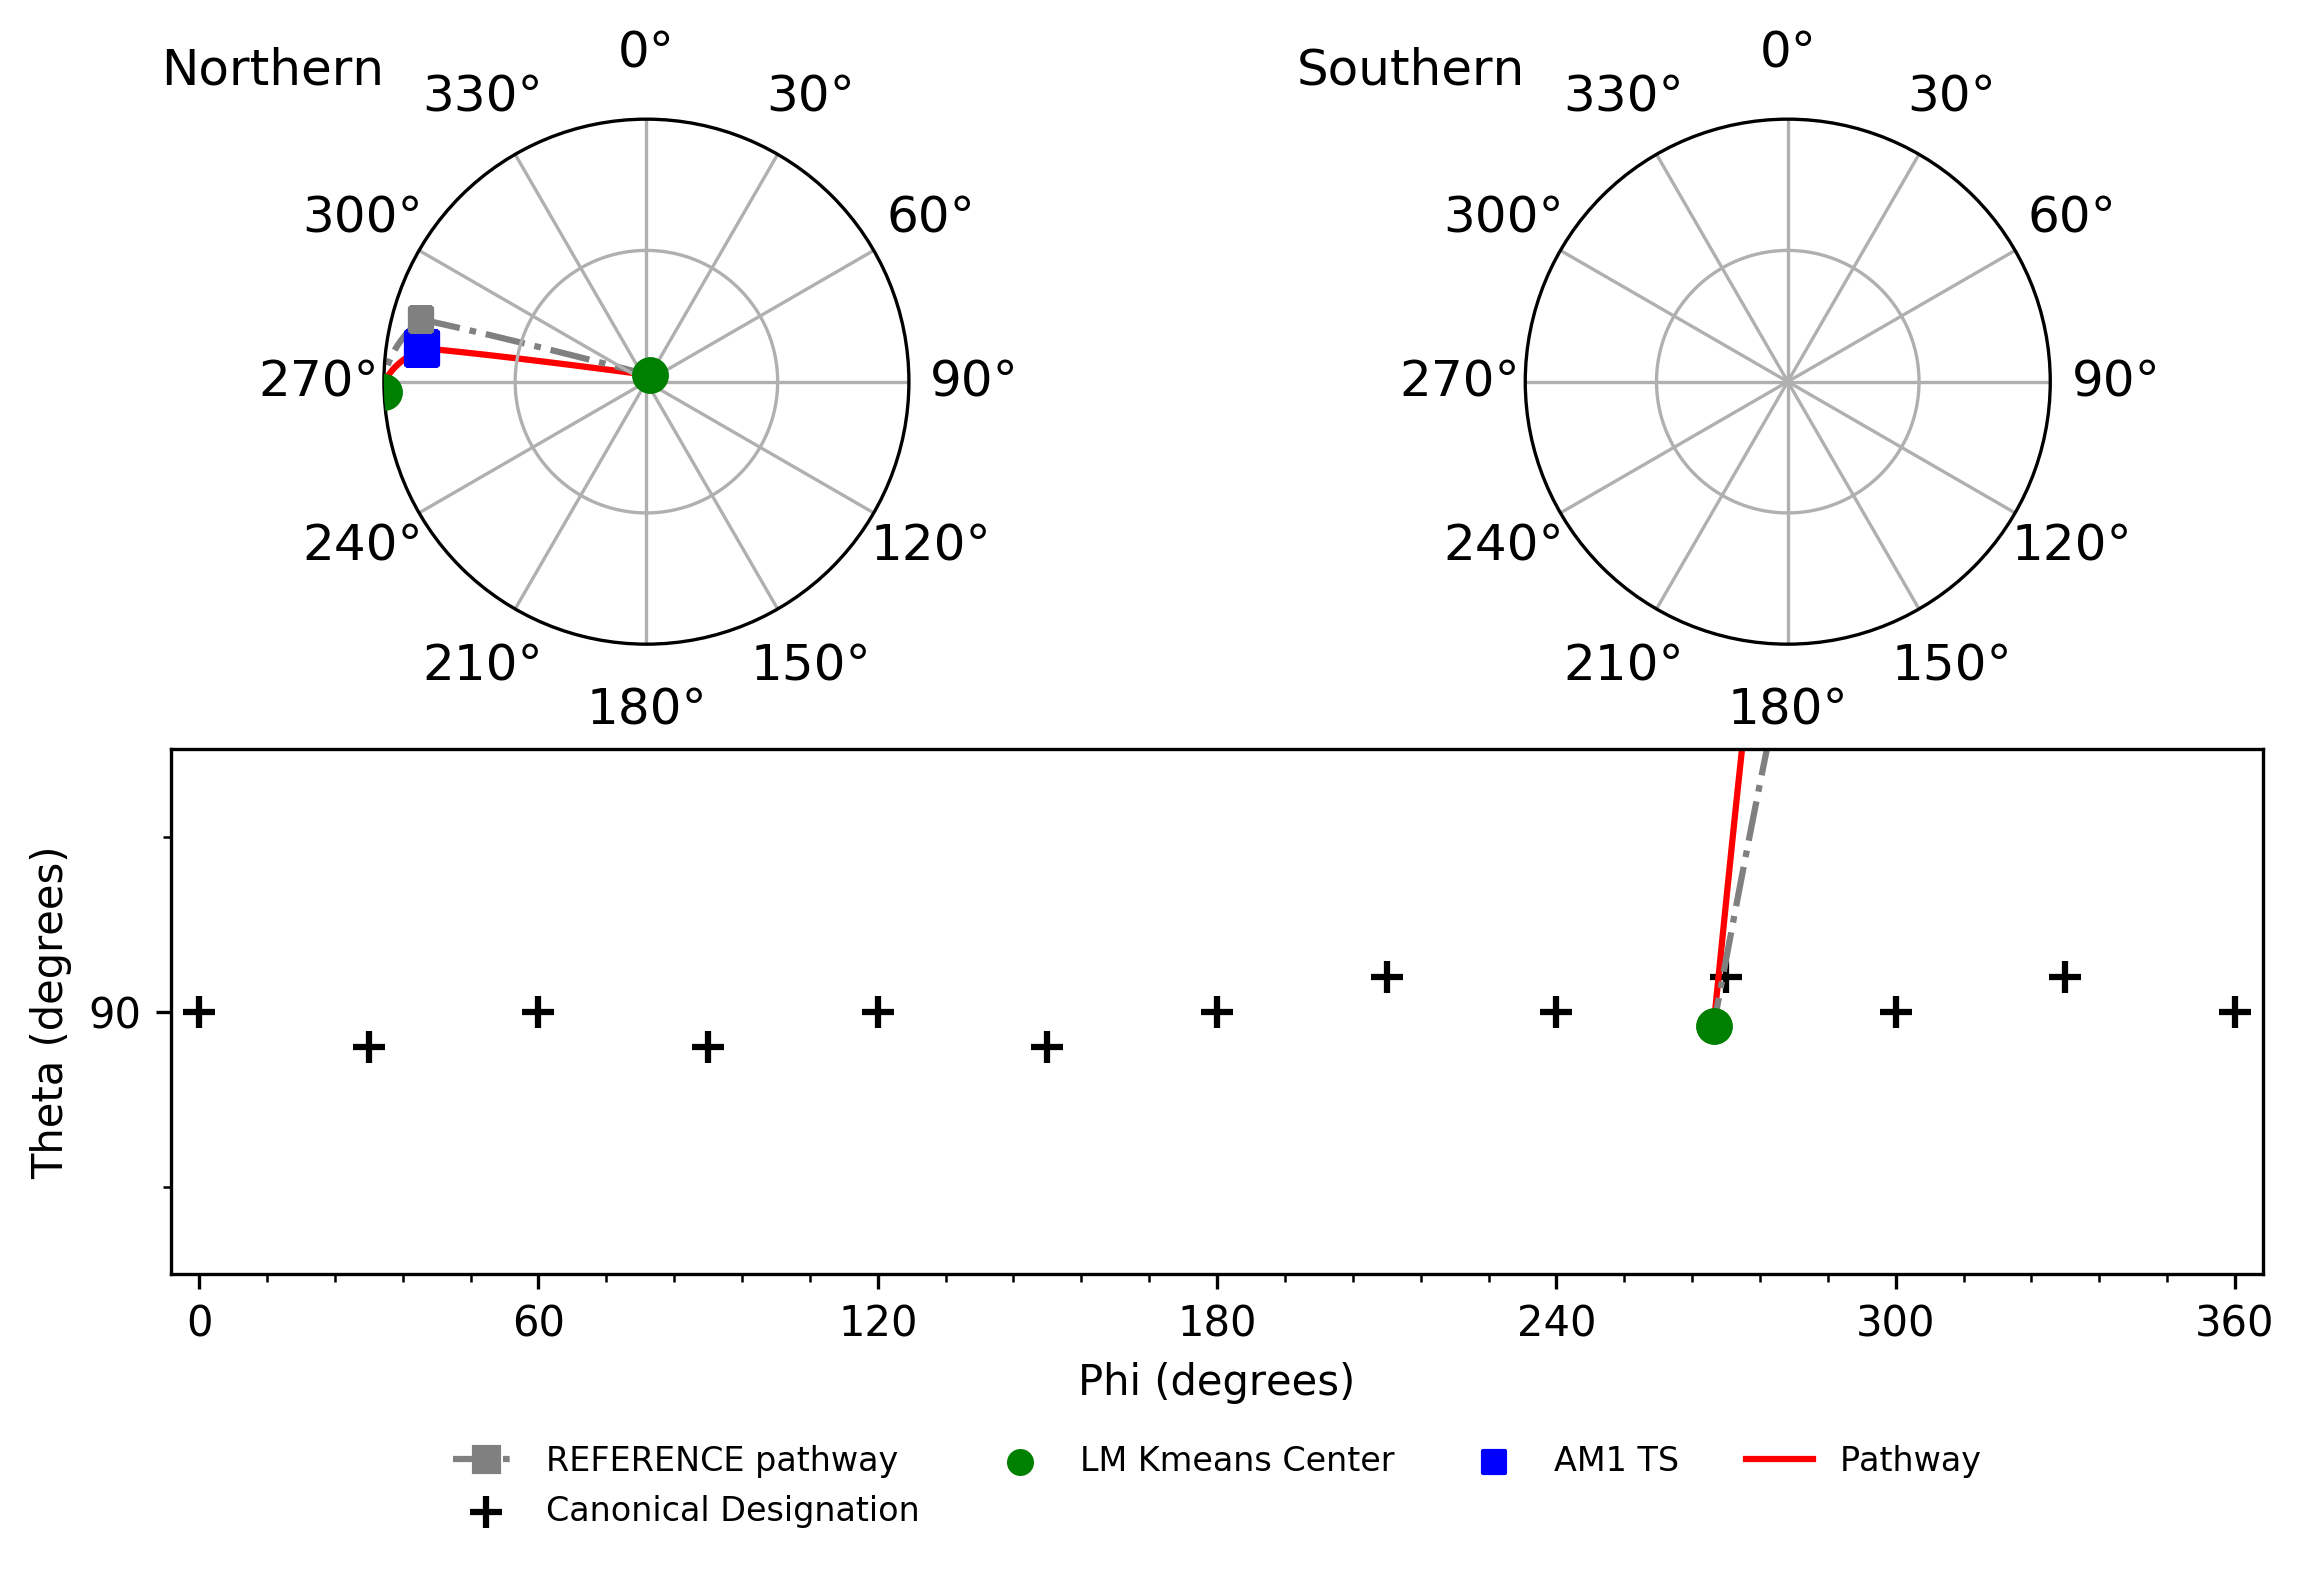 Northern
0°
30°
60°
90°
120°
150°
180°
210°
240°
270°
300°
330°
Southern
0°
30°
60°
90°
120°
150°
180°
210°
240°
270°
300°
330°
Theta (degrees)
90
0 60 120 180 240 300 360
Phi (degrees)
REFERENCE pathway
Canonical Designation
LM Kmeans Center
AM1 TS
Pathway